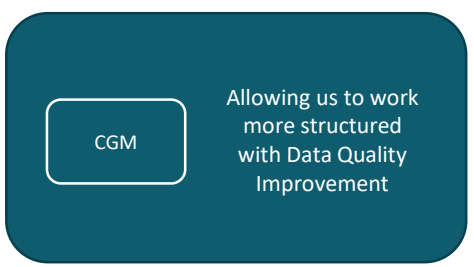 CGM
Allowing us to work
more structured
with Data Quality
Improvement